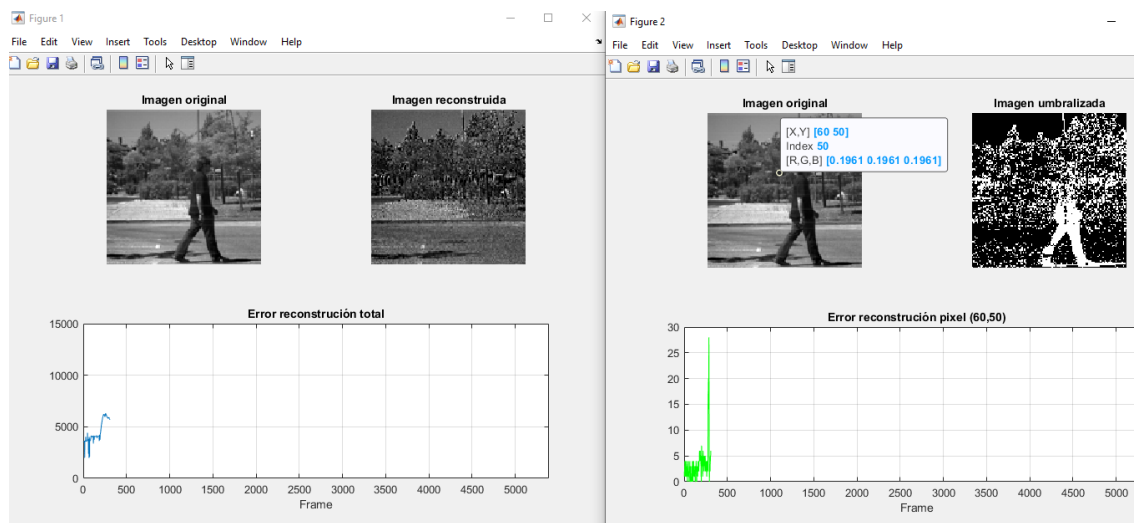 Figure 1
File Edit View Insert Tools Desktop Window Help
Imagen original
Imagen reconstruida
Error reconstrución total
15000
10000
5000
0
0 500 1000 1500 2000 2500 3000 3500 4000 4500 5000
Frame
Figure 2
File Edit View Insert Tools Desktop Window Help
Imagen original
Imagen umbralizada
[X,Y] [60 50]
Index 50
[R,G,B] [0.1961 0.1961 0.1961]
Error reconstrución pixel (60,50)
30
25
20
15
10
5
0
0 500 1000 1500 2000 2500 3000 3500 4000 4500 5000
Frame